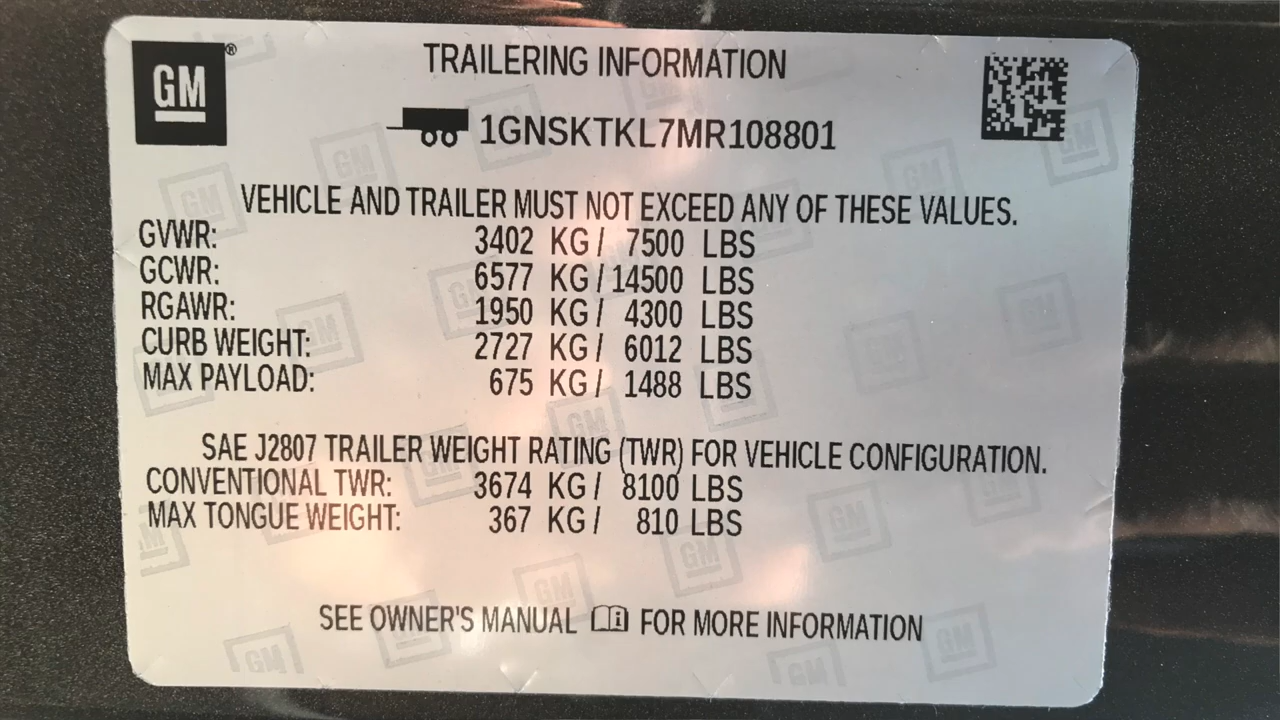 GM® TRAILERING INFORMATION
1GNSKTKL7MR108801
VEHICLE AND TRAILER MUST NOT EXCEED ANY OF THESE VALUES.
GVWR: 3402 KG / 7500 LBS
GCWR: 6577 KG / 14500 LBS
RGAWR: 1950 KG / 4300 LBS
CURB WEIGHT: 2727 KG / 6012 LBS
MAX PAYLOAD: 675 KG / 1488 LBS
SAE J2807 TRAILER WEIGHT RATING (TWR) FOR VEHICLE CONFIGURATION.
CONVENTIONAL TWR: 3674 KG / 8100 LBS
MAX TONGUE WEIGHT: 367 KG / 810 LBS
SEE OWNER'S MANUAL FOR MORE INFORMATION